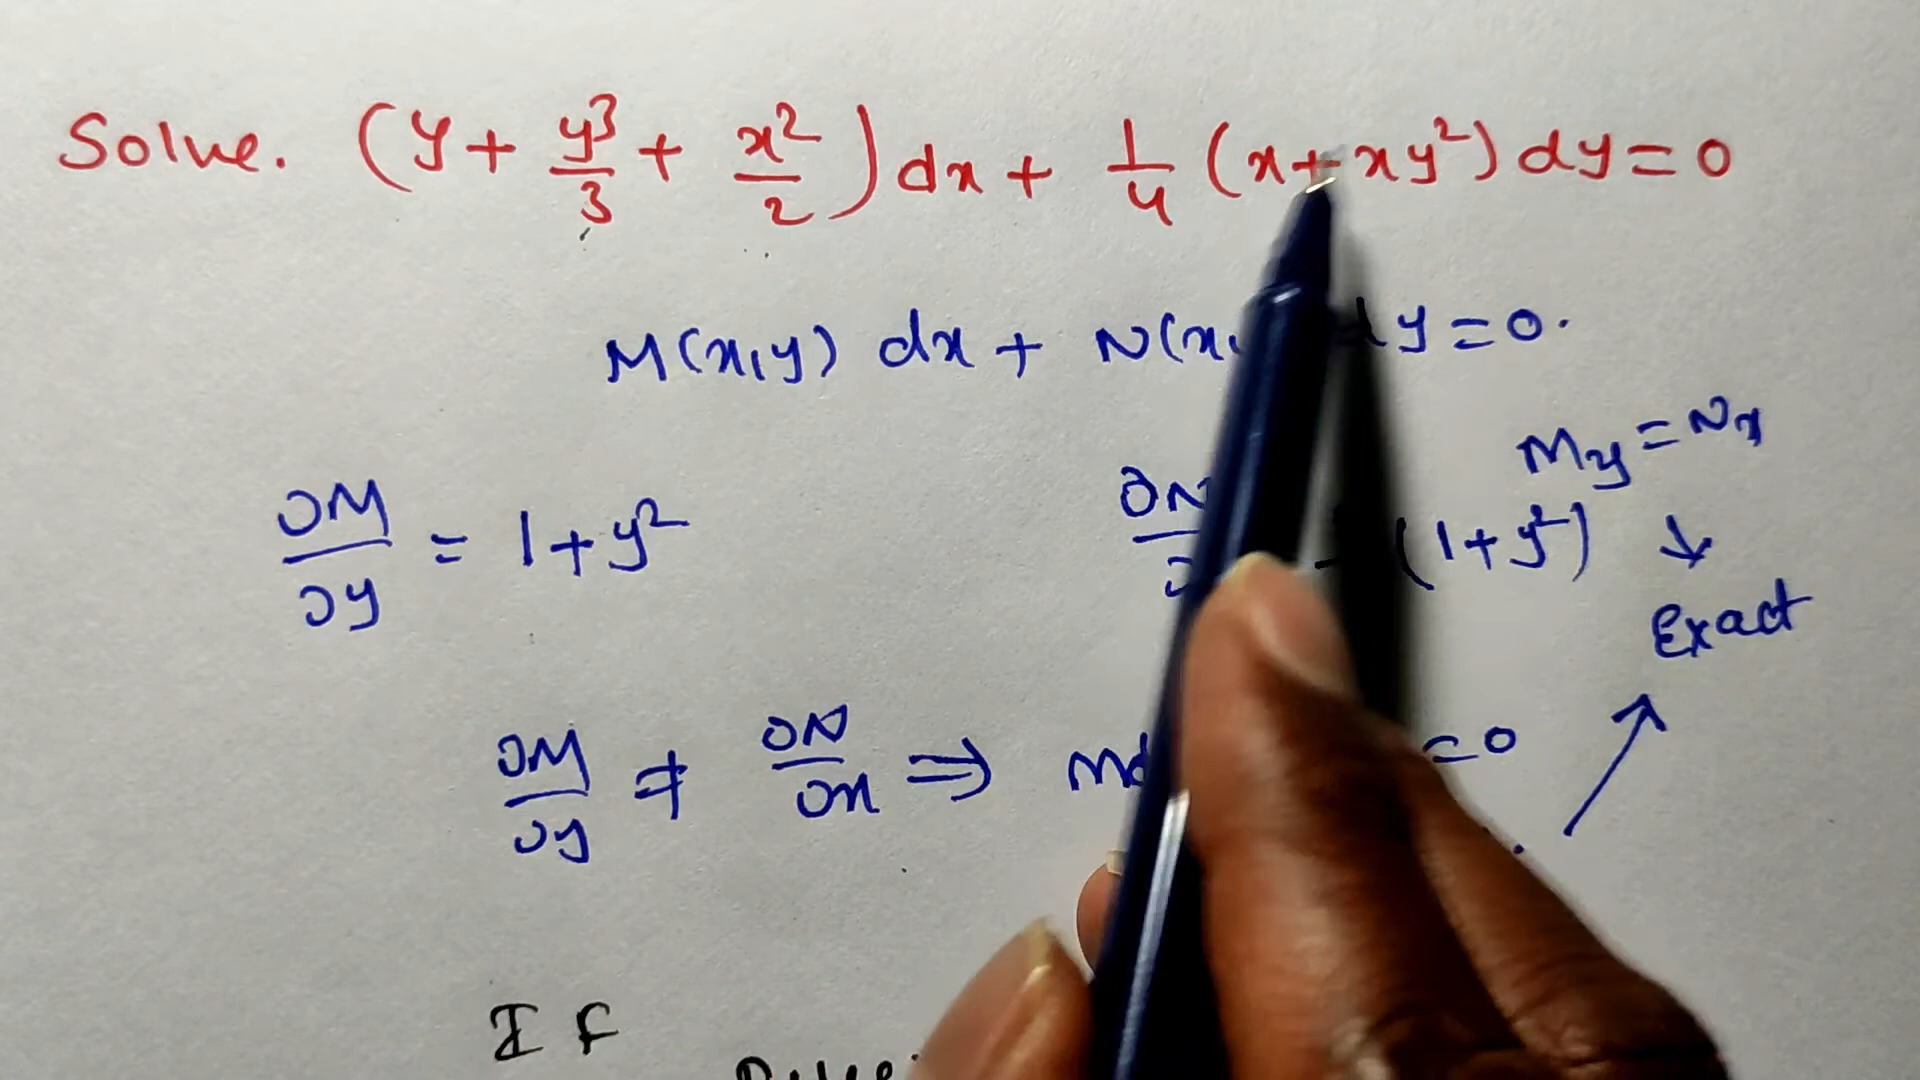 Solve. (y + y³/3 + x²/2) dx + 1/4 (x + xy²) dy = 0
M(x,y) dx + N(x, dy = 0.
My = Nx
∂M/∂y = 1 + y² ∂N (1 + y²) ↓
Exact
∂M/∂y ≠ ∂N/∂x ⇒ = 0
IF